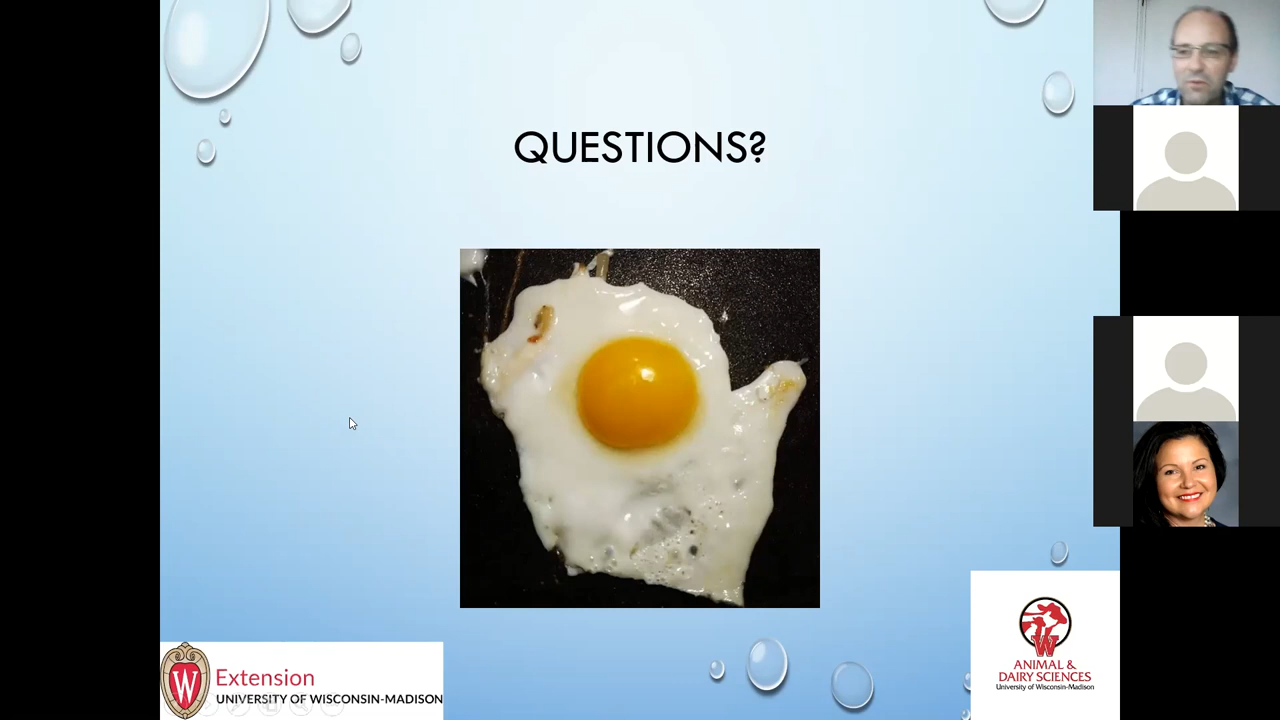 QUESTIONS?
W
Extension
UNIVERSITY OF WISCONSIN-MADISON
W
ANIMAL &
DAIRY SCIENCES
University of Wisconsin-Madison